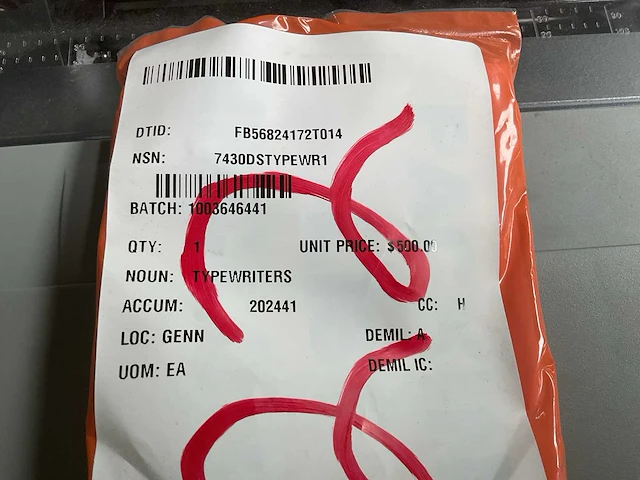 DTID: FB56824172T014
NSN: 7430DSTYPEWR1
BATCH: 1003646441
QTY: 1 UNIT PRICE: $500.00
NOUN: TYPEWRITERS
ACCUM: 202441 CC: H
LOC: GENN DEMIL: A
UOM: EA DEMIL IC: